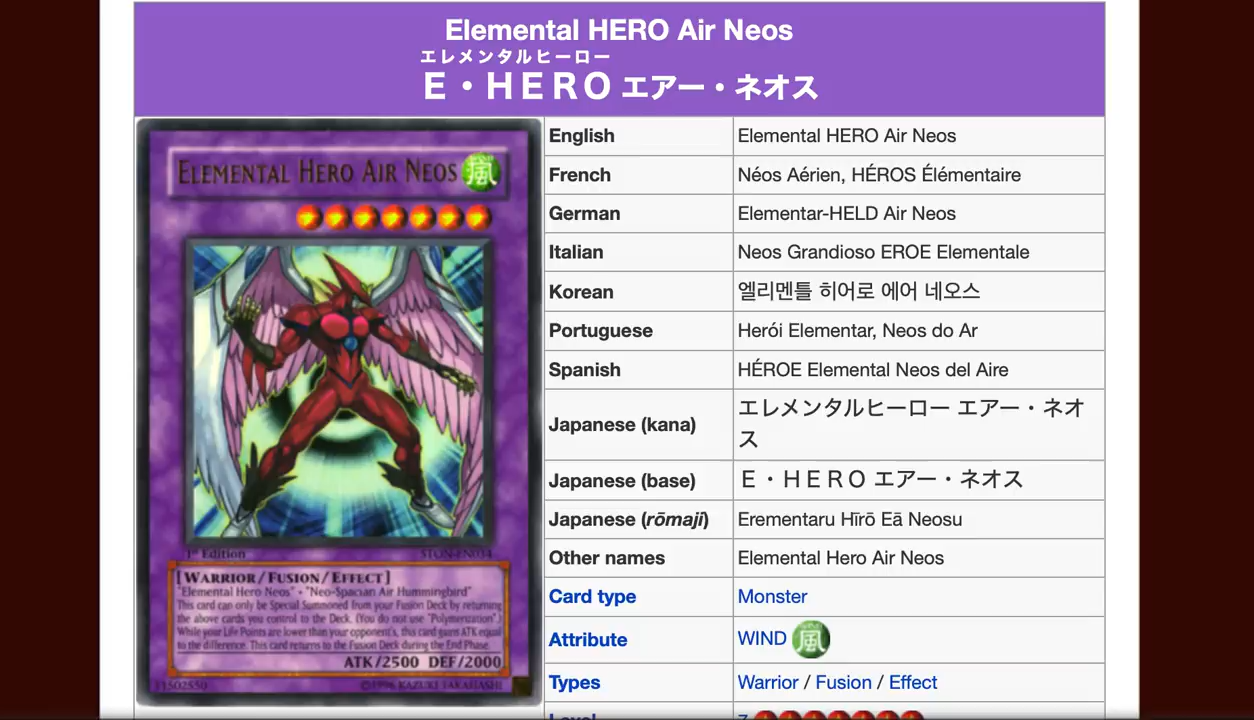 Elemental HERO Air Neos
エレメンタルヒーロー
Ｅ・ＨＥＲＯ エアー・ネオス
ELEMENTAL HERO AIR NEOS
WIND
風
1st Edition
STON-EN034
[WARRIOR/FUSION/EFFECT]
"Elemental Hero Neos" + "Neo-Spacian Air Hummingbird"
This card can only be Special Summoned from your Fusion Deck by returning
the above cards you control to the Deck. (You do not use "Polymerization".)
While your Life Points are lower than your opponent's, this card gains ATK equal
to the difference. This card returns to the Fusion Deck during the End Phase.
ATK/2500 DEF/2000
11502550
©1996 KAZUKI TAKAHASHI
English
Elemental HERO Air Neos
French
Néos Aérien, HÉROS Élémentaire
German
Elementar-HELD Air Neos
Italian
Neos Grandioso EROE Elementale
Korean
엘리멘틀 히어로 에어 네오스
Portuguese
Herói Elementar, Neos do Ar
Spanish
HÉROE Elemental Neos del Aire
Japanese (kana)
エレメンタルヒーロー エアー・ネオ
ス
Japanese (base)
Ｅ・ＨＥＲＯ エアー・ネオス
Japanese (rōmaji)
Erementaru Hīrō Eā Neosu
Other names
Elemental Hero Air Neos
Card type
Monster
Attribute
WIND 風
Types
Warrior / Fusion / Effect
Level
7